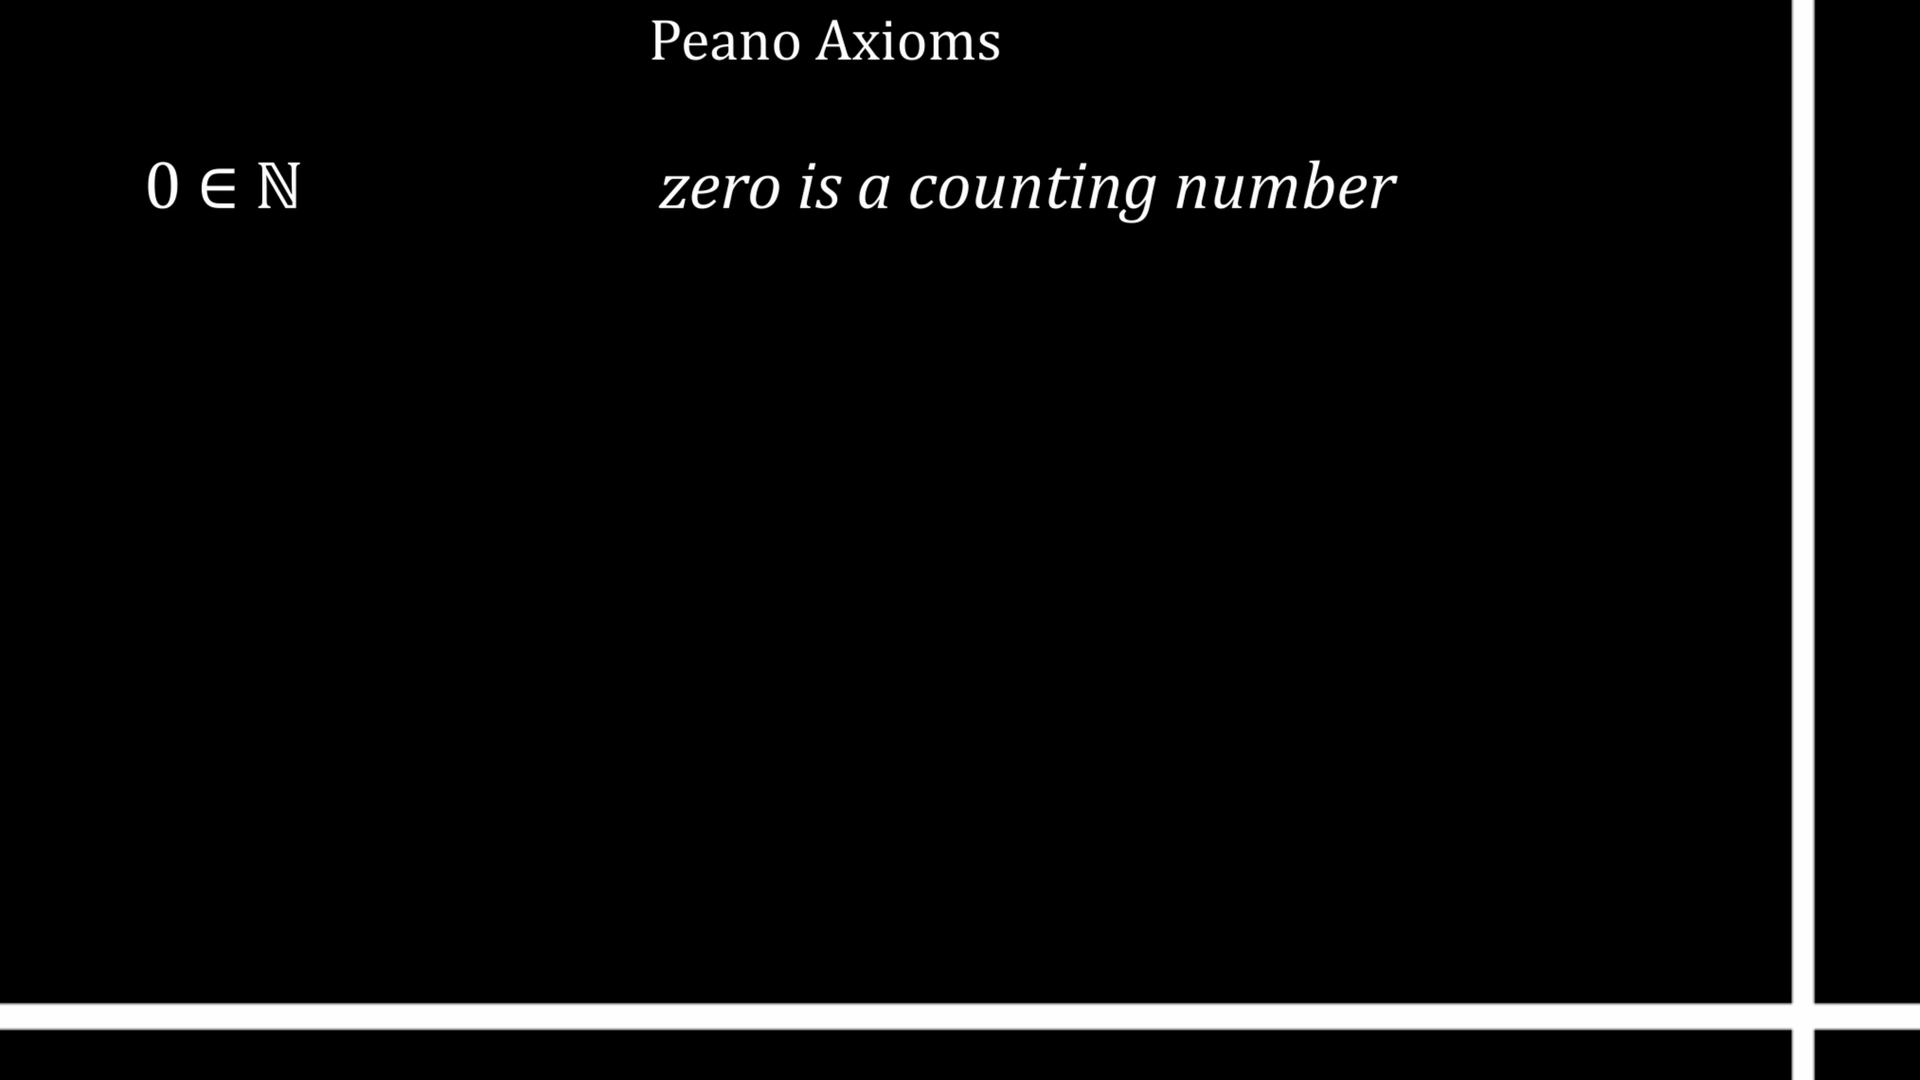 Peano Axioms
0 ∈ ℕ zero is a counting number